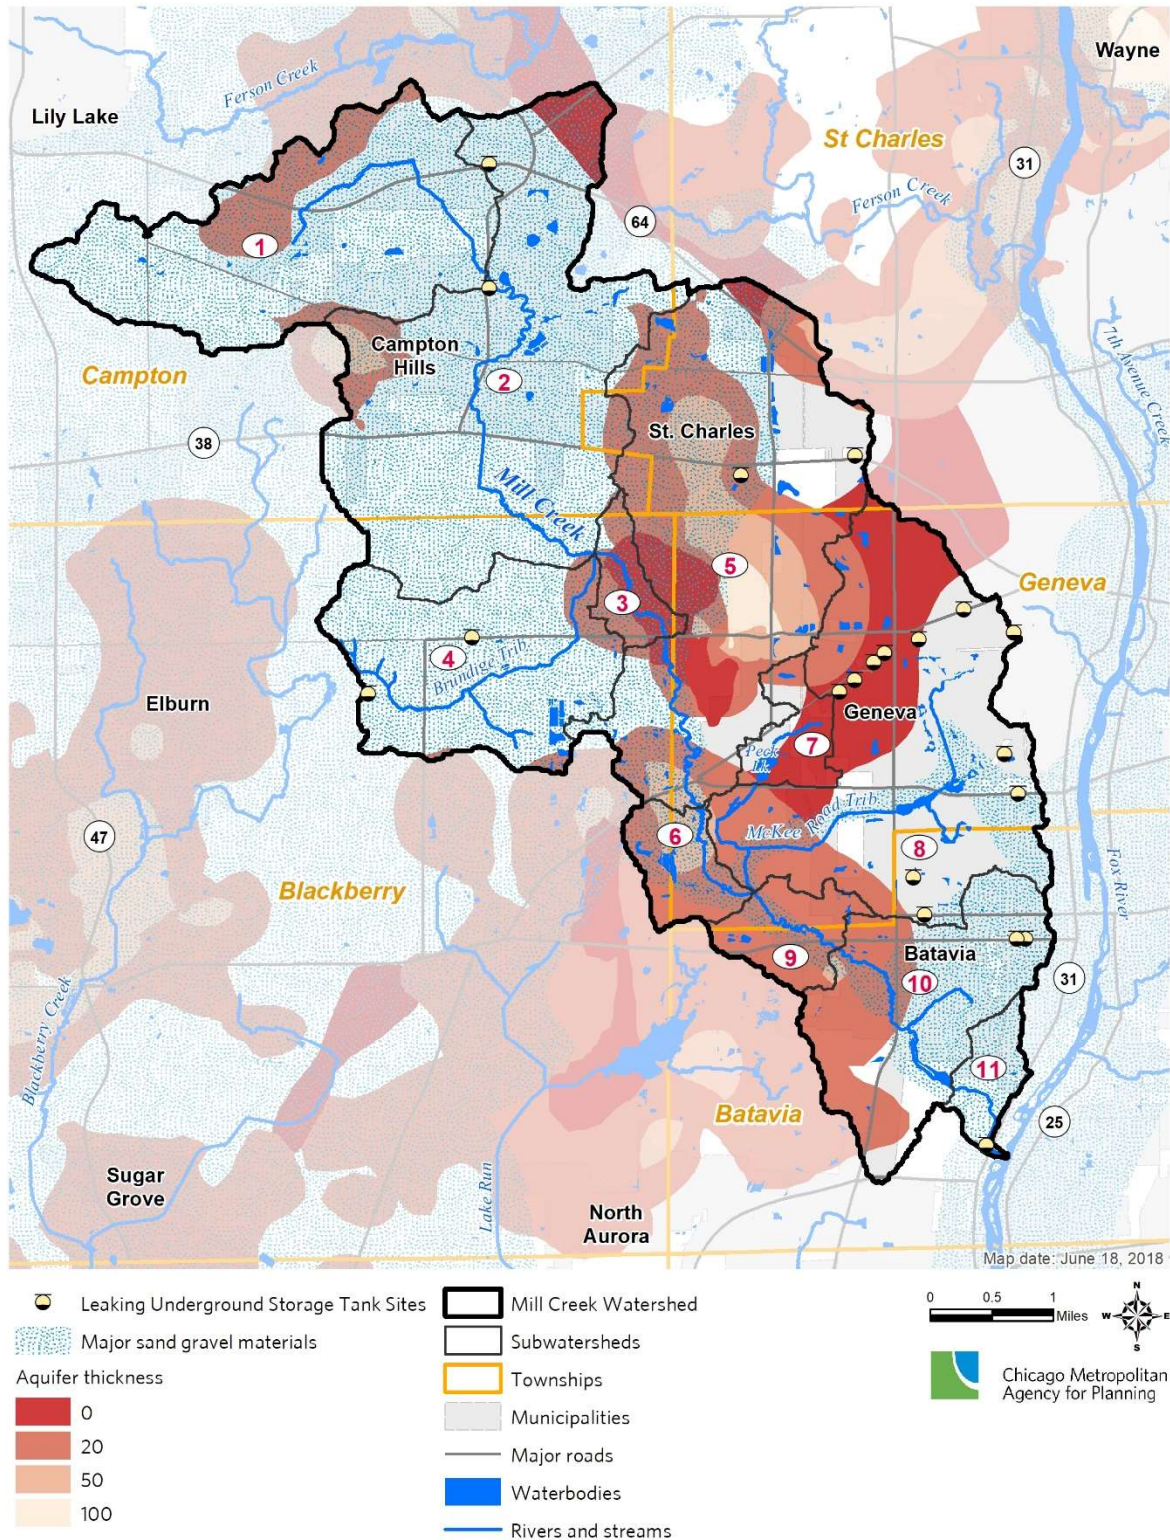 Wayne
Lily Lake
Ferson Creek
St Charles
31
Ferson Creek
64
1
7th Avenue Creek
Campton
Hills
Campton
2
38
St. Charles
Mill Creek
5
Geneva
3
4
Brundige Trib.
Elburn
Geneva
7
Peck
Lk.
47
6
McKee Road Trib.
8
Blackberry
Fox River
Batavia
9
10
31
Blackberry Creek
11
Batavia
25
Sugar
Grove
Lake Run
North
Aurora
Map date: June 18, 2018
Leaking Underground Storage Tank Sites
Major sand gravel materials
Aquifer thickness
0
20
50
100
Mill Creek Watershed
Subwatersheds
Townships
Municipalities
Major roads
Waterbodies
Rivers and streams
0 0.5 1
Miles
N
W E
S
Chicago Metropolitan
Agency for Planning